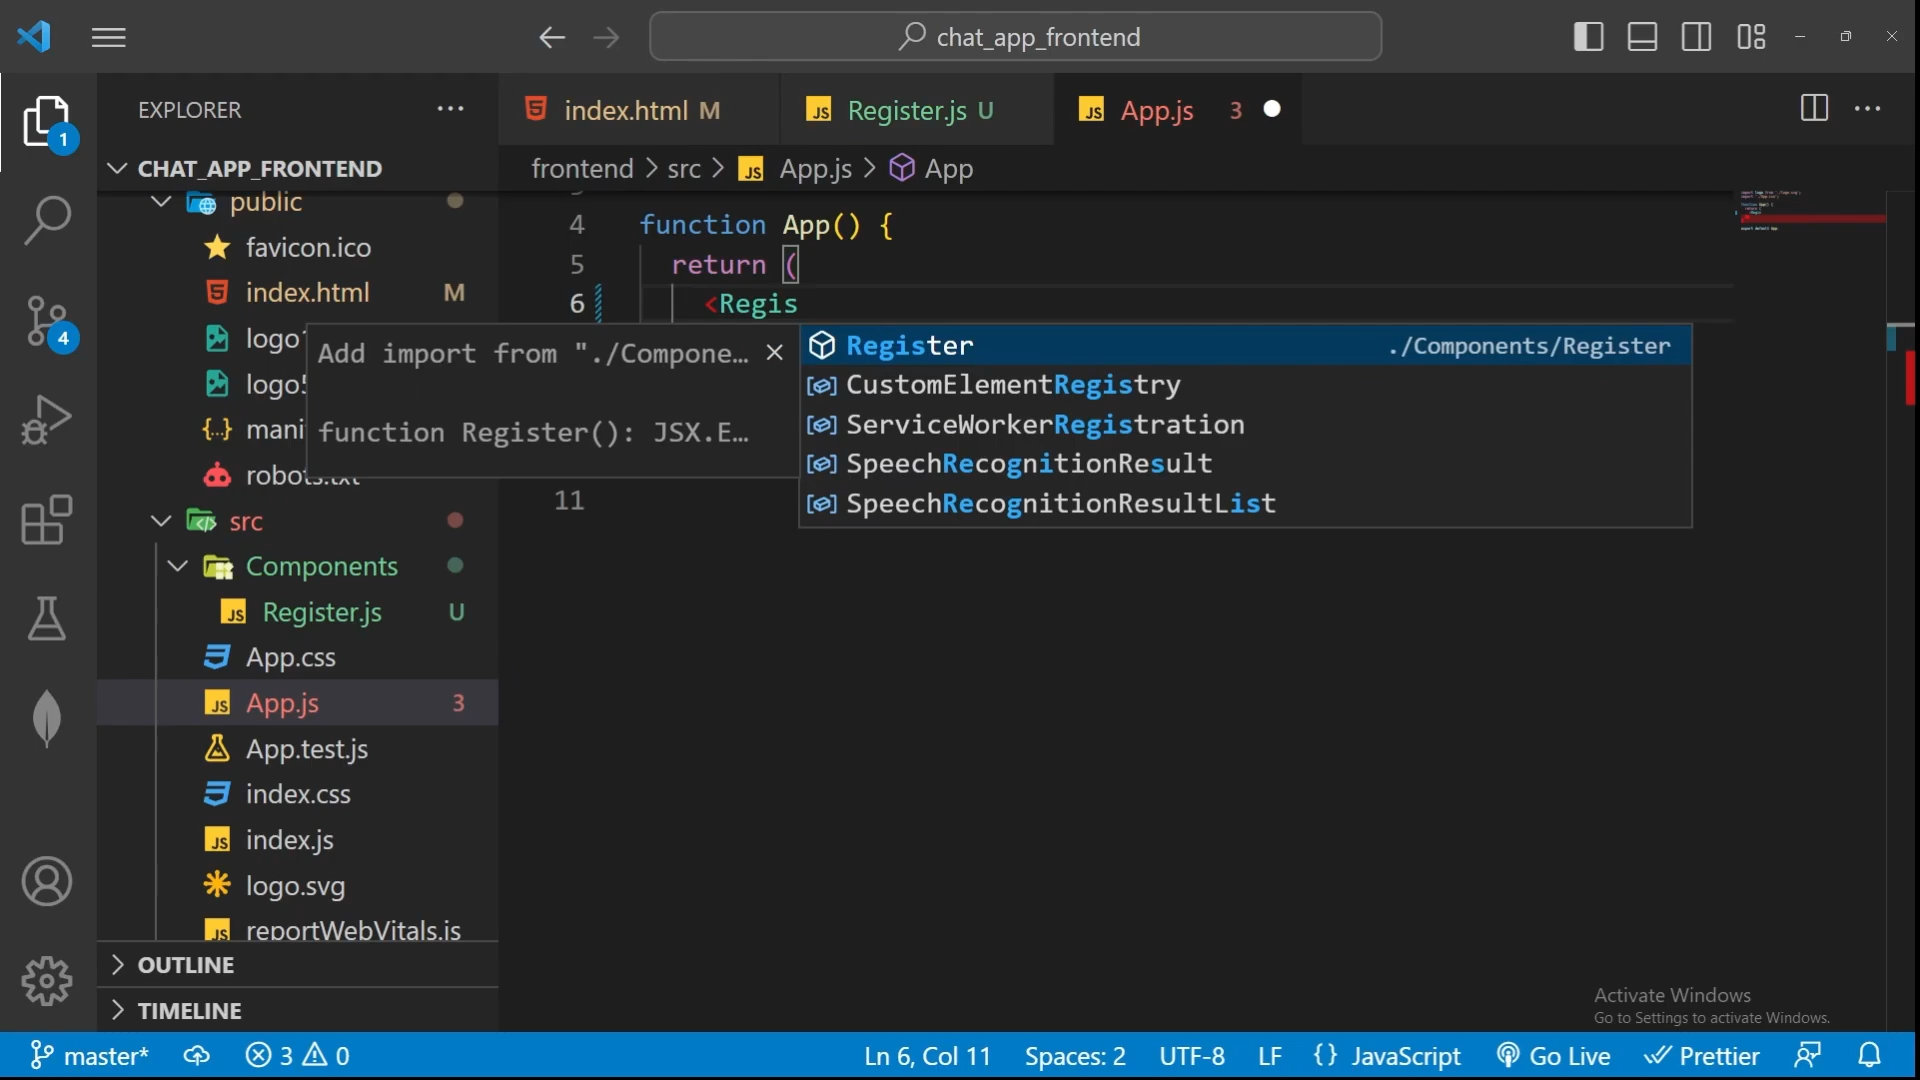 chat_app_frontend
EXPLORER
CHAT_APP_FRONTEND
public
favicon.ico
index.html M
logo
logo5
mani
robots.txt
src
Components
Register.js U
App.css
App.js 3
App.test.js
index.css
index.js
logo.svg
reportWebVitals.js
OUTLINE
TIMELINE
1
4
index.html M
Register.js U
App.js 3
frontend > src > App.js > App
4 function App() {
5 return (
6 <Regis
11
Add import from "./Compone…
function Register(): JSX.E…
Register ./Components/Register
CustomElementRegistry
ServiceWorkerRegistration
SpeechRecognitionResult
SpeechRecognitionResultList
Activate Windows
Go to Settings to activate Windows.
master* 3 0 Ln 6, Col 11 Spaces: 2 UTF-8 LF {} JavaScript Go Live Prettier